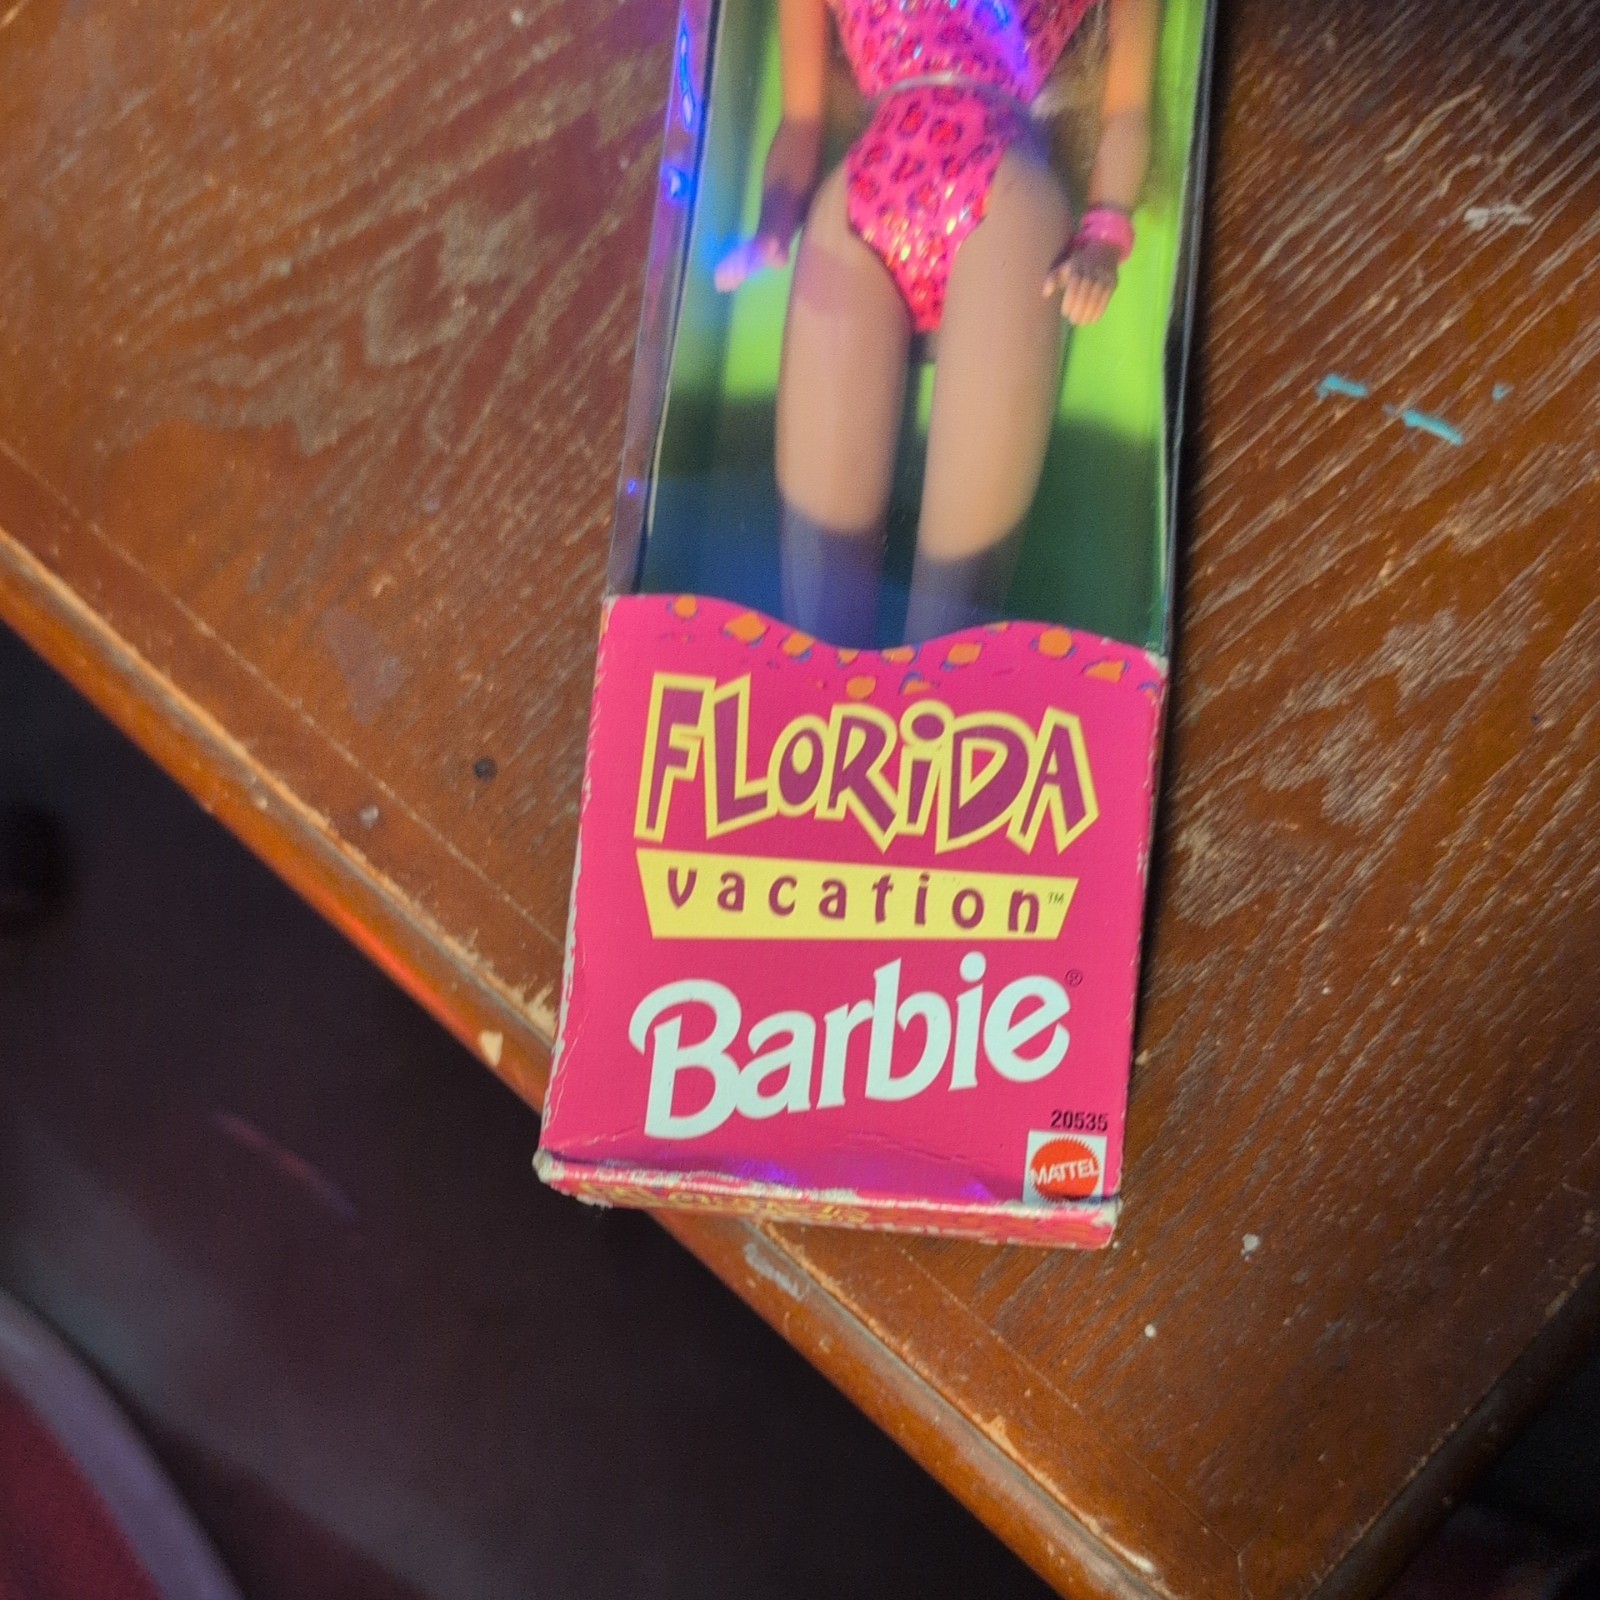 FLORiDA
vacation™
Barbie®
20535
MATTEL